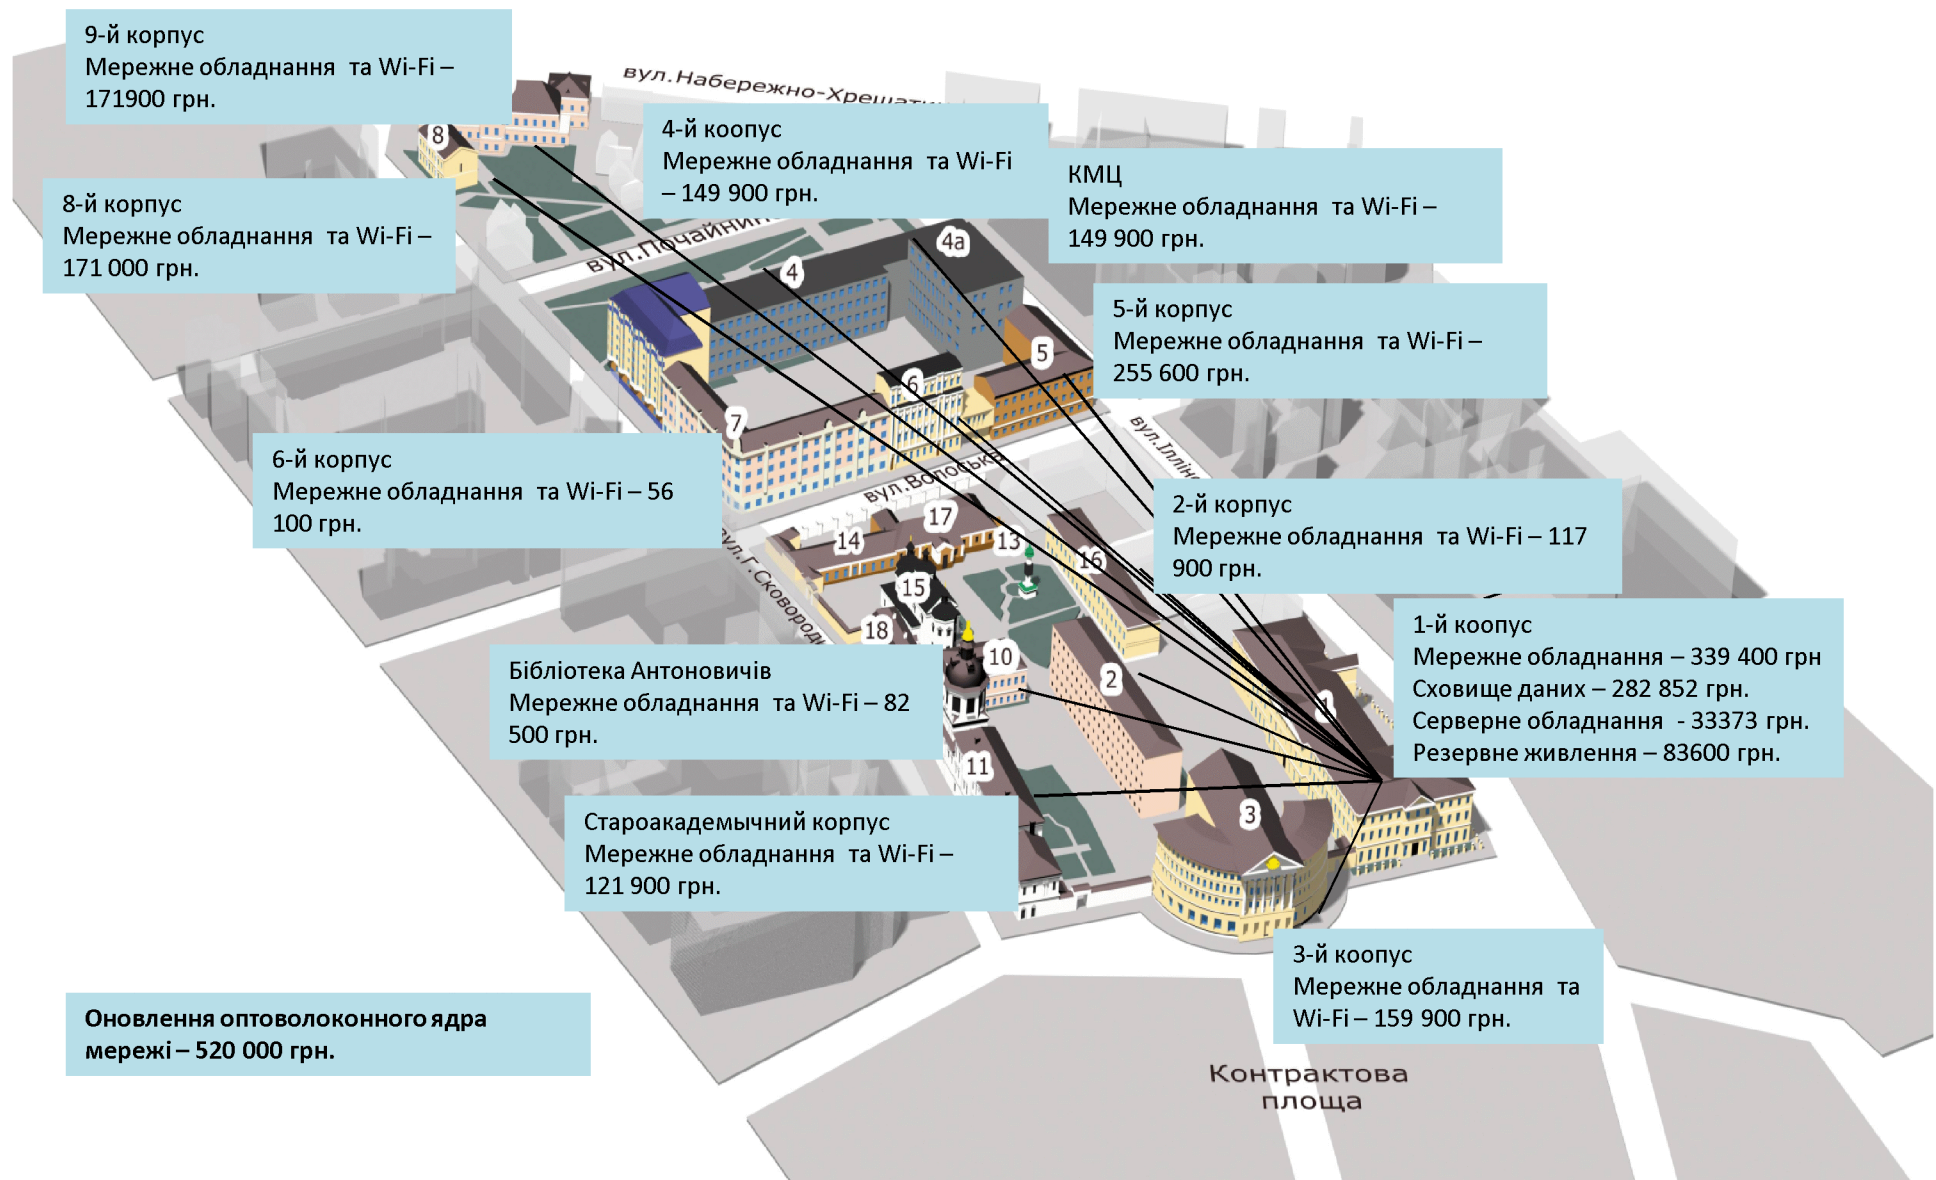 9-й корпус
Мережне обладнання та Wi-Fi –
171900 грн.
вул.Набережно-Хрещати
4-й коопус
Мережне обладнання та Wi-Fi
– 149 900 грн.
КМЦ
Мережне обладнання та Wi-Fi –
149 900 грн.
8
8-й корпус
Мережне обладнання та Wi-Fi –
171 000 грн.
вул.Почайнин
4
4а
5-й корпус
Мережне обладнання та Wi-Fi –
255 600 грн.
5
6
7
вул.Іллін
6-й корпус
Мережне обладнання та Wi-Fi – 56
100 грн.
вул.Волоська
2-й корпус
Мережне обладнання та Wi-Fi – 117
900 грн.
17
14
13
16
15
вул.Г.Сковороди
18
10
2
1
1-й коопус
Мережне обладнання – 339 400 грн
Сховище даних – 282 852 грн.
Серверне обладнання - 33373 грн.
Резервне живлення – 83600 грн.
Бібліотека Антоновичів
Мережне обладнання та Wi-Fi – 82
500 грн.
11
3
Староакадемычний корпус
Мережне обладнання та Wi-Fi –
121 900 грн.
3-й коопус
Мережне обладнання та
Wi-Fi – 159 900 грн.
Оновлення оптоволоконного ядра
мережі – 520 000 грн.
Контрактова
площа